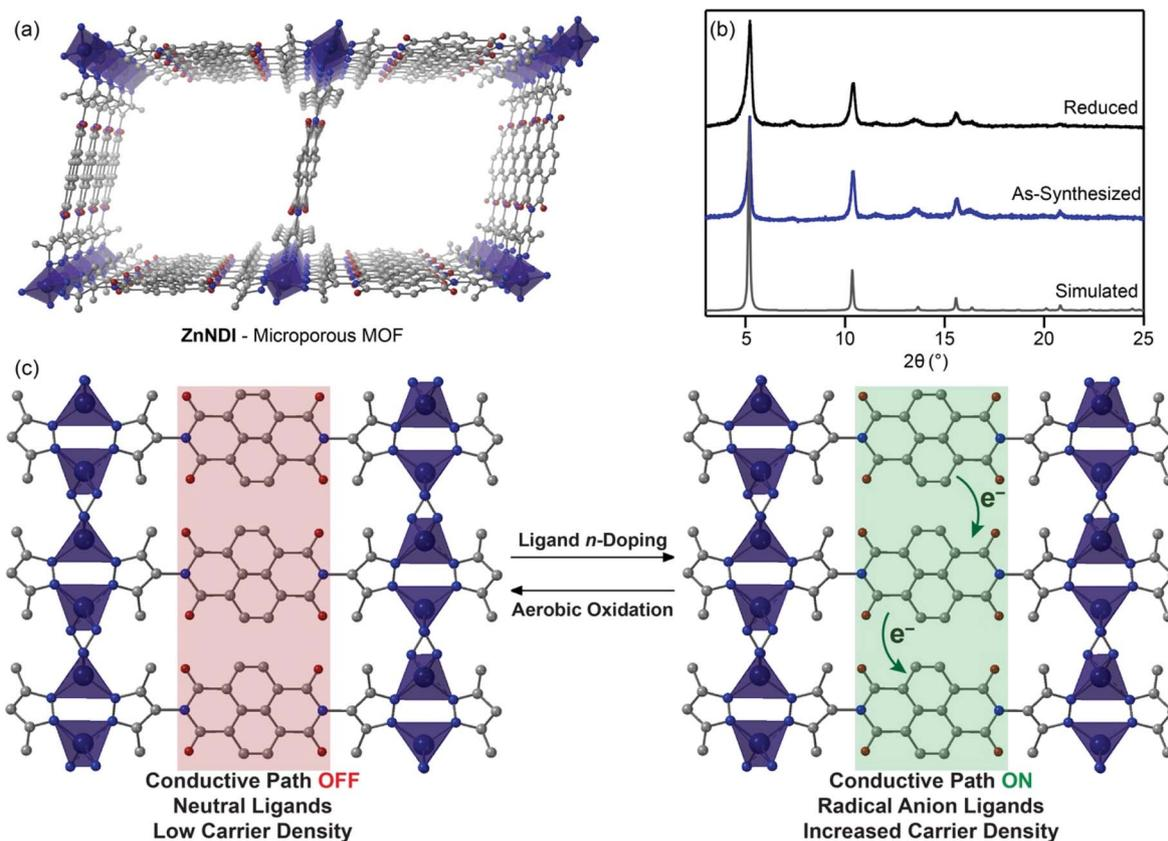 (a)
ZnNDI - Microporous MOF
(b)
Reduced
As-Synthesized
Simulated
5 10 15 20 25
2θ (°)
(c)
Ligand n-Doping
Aerobic Oxidation
e⁻
e⁻
Conductive Path OFF
Neutral Ligands
Low Carrier Density
Conductive Path ON
Radical Anion Ligands
Increased Carrier Density